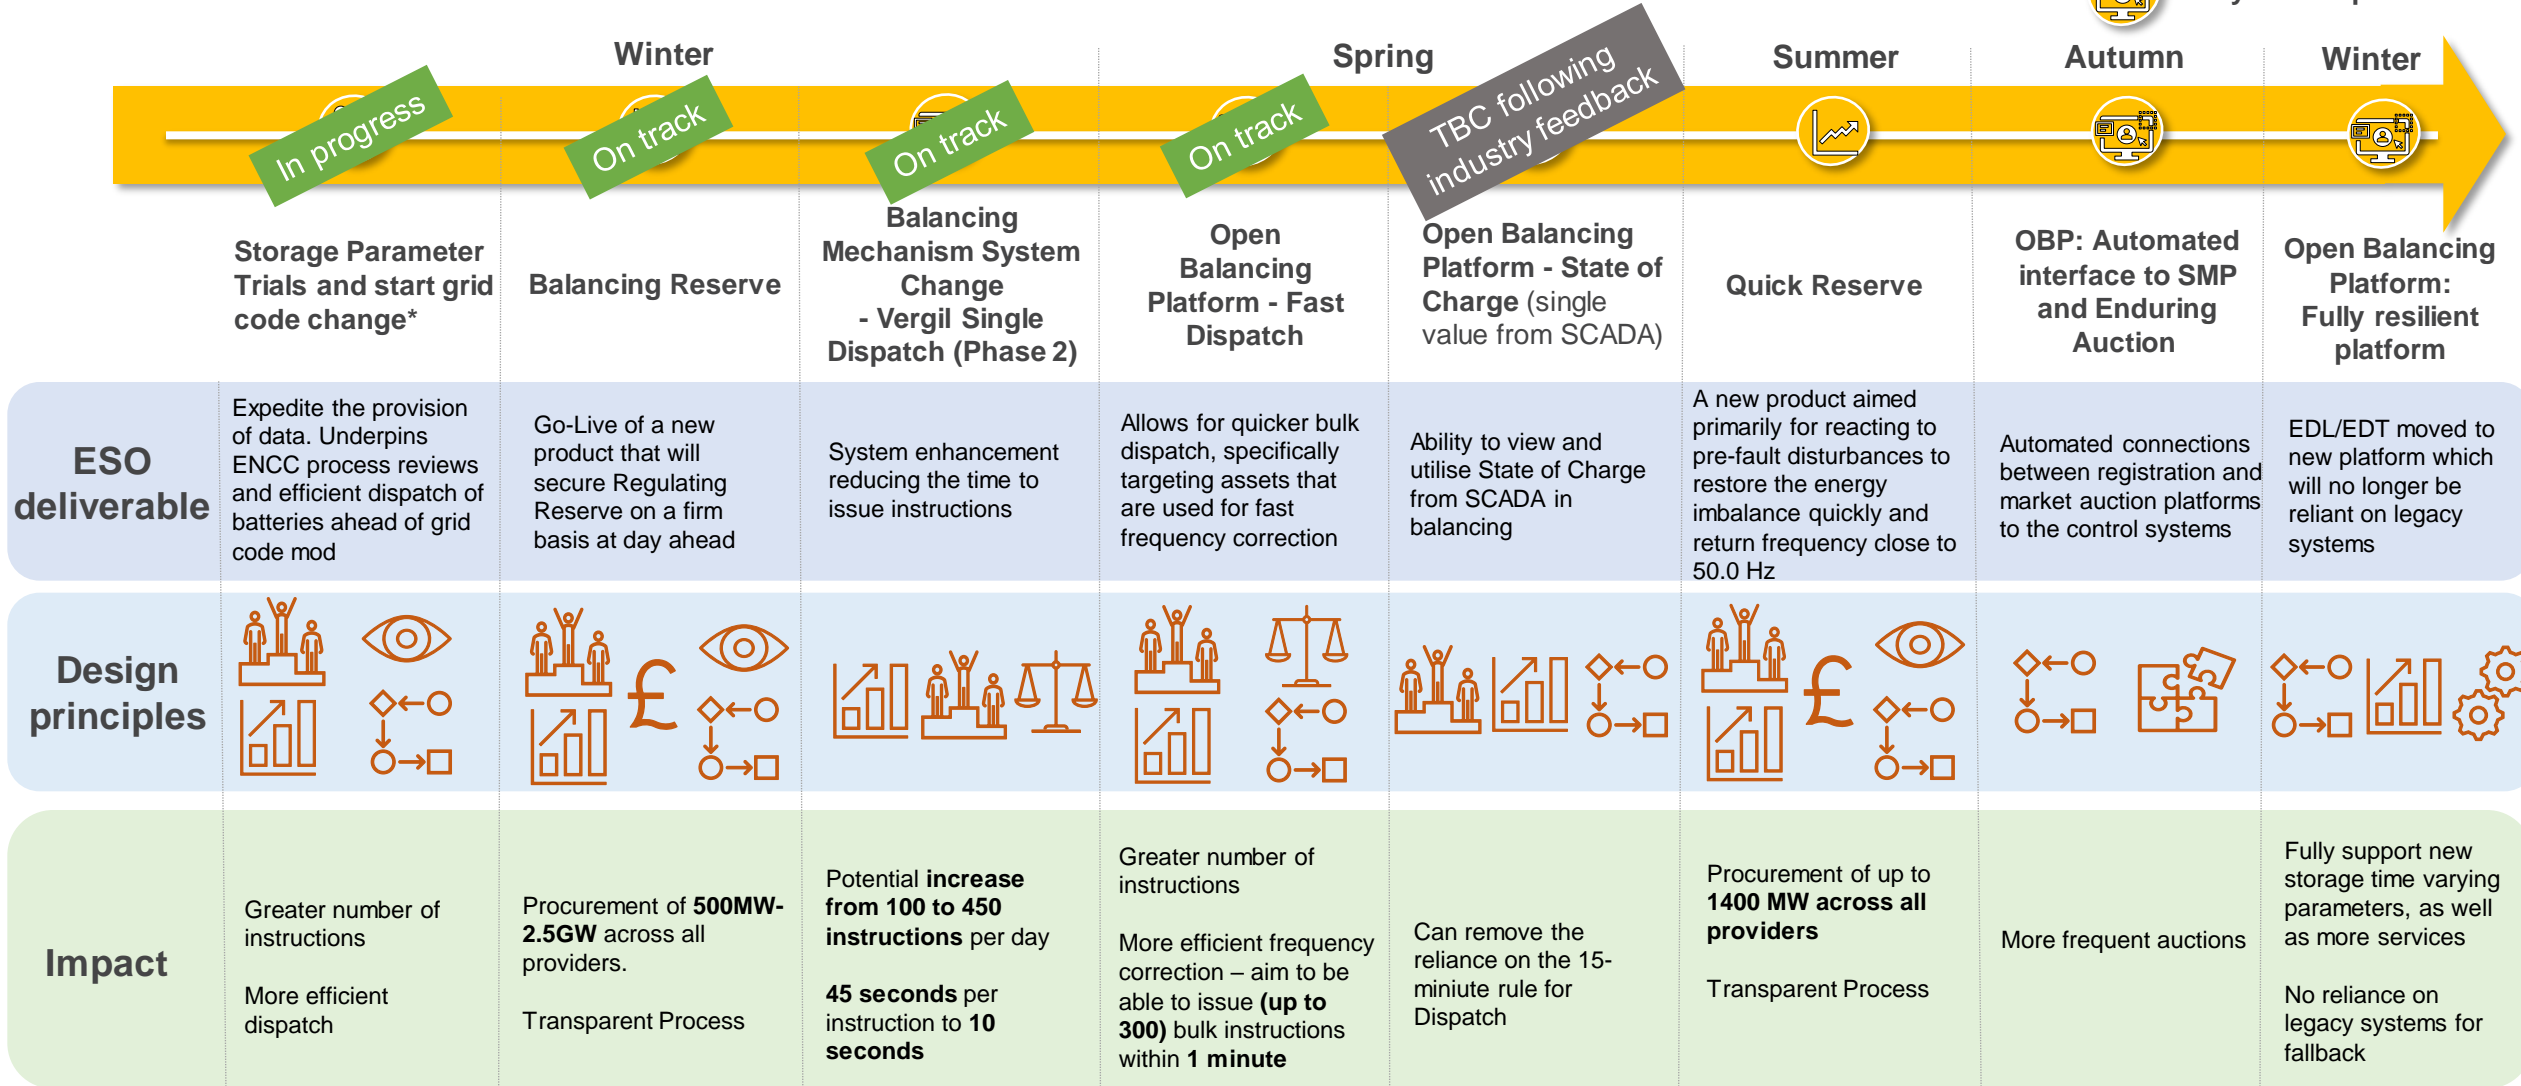 Winter
Spring
Summer
Autumn
Winter
In progress
On track
On track
On track
TBC following
industry feedback
Storage Parameter
Trials and start grid
code change*
Balancing Reserve
Balancing
Mechanism System
Change
- Vergil Single
Dispatch (Phase 2)
Open
Balancing
Platform - Fast
Dispatch
Open Balancing
Platform - State of
Charge (single
value from SCADA)
Quick Reserve
OBP: Automated
interface to SMP
and Enduring
Auction
Open Balancing
Platform:
Fully resilient
platform
ESO
deliverable
Expedite the provision
of data. Underpins
ENCC process reviews
and efficient dispatch of
batteries ahead of grid
code mod
Go-Live of a new
product that will
secure Regulating
Reserve on a firm
basis at day ahead
System enhancement
reducing the time to
issue instructions
Allows for quicker bulk
dispatch, specifically
targeting assets that
are used for fast
frequency correction
Ability to view and
utilise State of Charge
from SCADA in
balancing
A new product aimed
primarily for reacting to
pre-fault disturbances to
restore the energy
imbalance quickly and
return frequency close to
50.0 Hz
Automated connections
between registration and
market auction platforms
to the control systems
EDL/EDT moved to
new platform which
will no longer be
reliant on legacy
systems
Design
principles
£
£
Impact
Greater number of
instructions
More efficient
dispatch
Procurement of 500MW-
2.5GW across all
providers.
Transparent Process
Potential increase
from 100 to 450
instructions per day
45 seconds per
instruction to 10
seconds
Greater number of
instructions
More efficient frequency
correction – aim to be
able to issue (up to
300) bulk instructions
within 1 minute
Can remove the
reliance on the 15-
miniute rule for
Dispatch
Procurement of up to
1400 MW across all
providers
Transparent Process
More frequent auctions
Fully support new
storage time varying
parameters, as well
as more services
No reliance on
legacy systems for
fallback